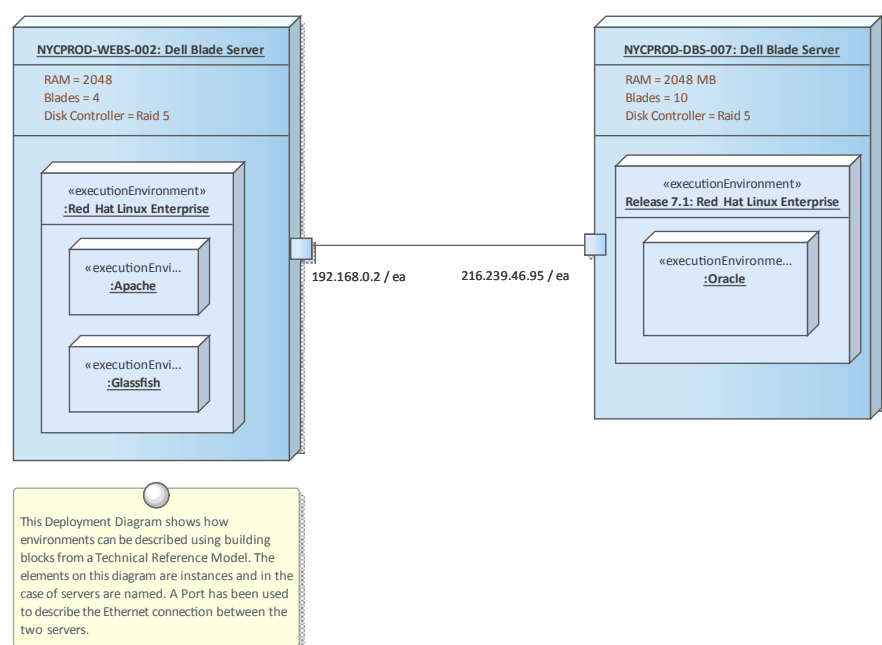 NYCPROD-WEBS-002: Dell Blade Server
RAM = 2048
Blades = 4
Disk Controller = Raid 5
«executionEnvironment»
:Red Hat Linux Enterprise
«executionEnvi...
:Apache
«executionEnvi...
:Glassfish
192.168.0.2 / ea
216.239.46.95 / ea
NYCPROD-DBS-007: Dell Blade Server
RAM = 2048 MB
Blades = 10
Disk Controller = Raid 5
«executionEnvironment»
Release 7.1: Red Hat Linux Enterprise
«executionEnvironme...
:Oracle
This Deployment Diagram shows how
environments can be described using building
blocks from a Technical Reference Model. The
elements on this diagram are instances and in the
case of servers are named. A Port has been used
to describe the Ethernet connection between the
two servers.